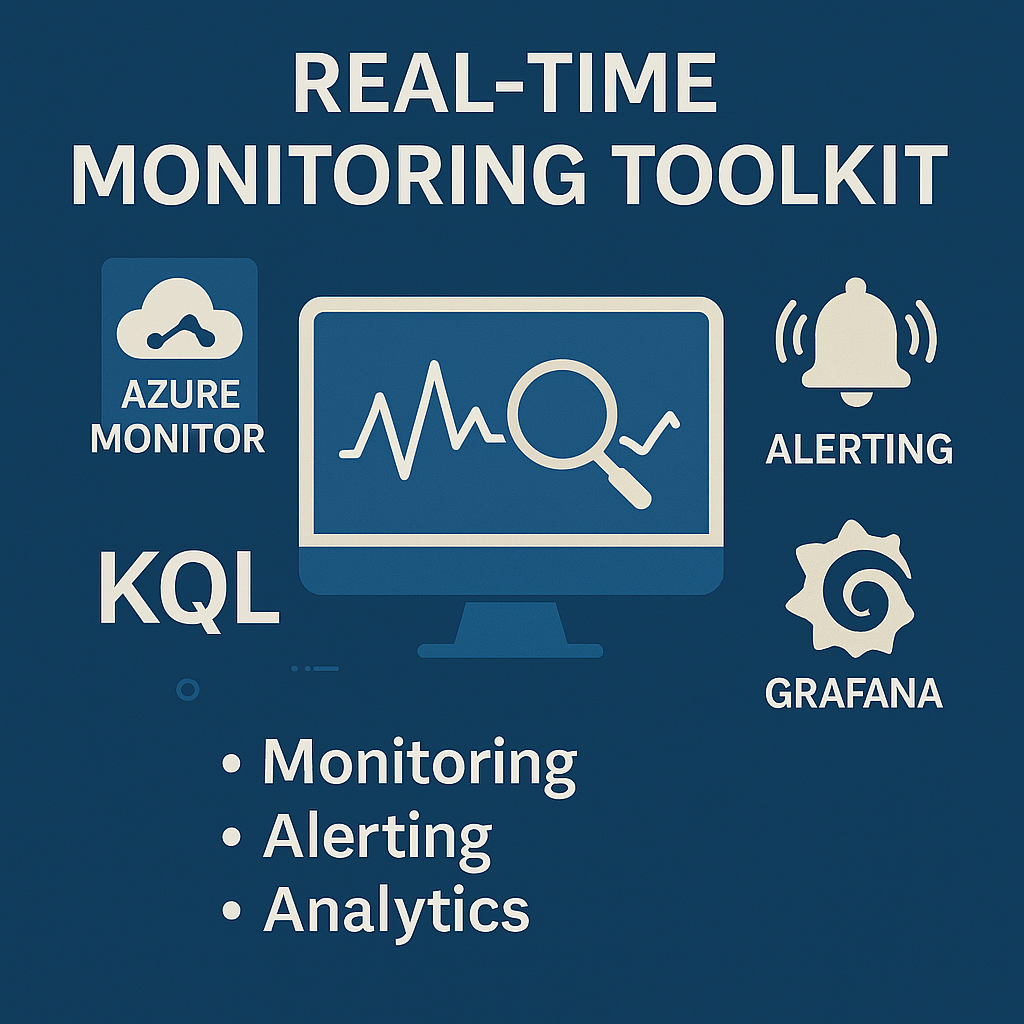 REAL-TIME
MONITORING TOOLKIT
AZURE
MONITOR
ALERTING
KQL
GRAFANA
• Monitoring
• Alerting
• Analytics